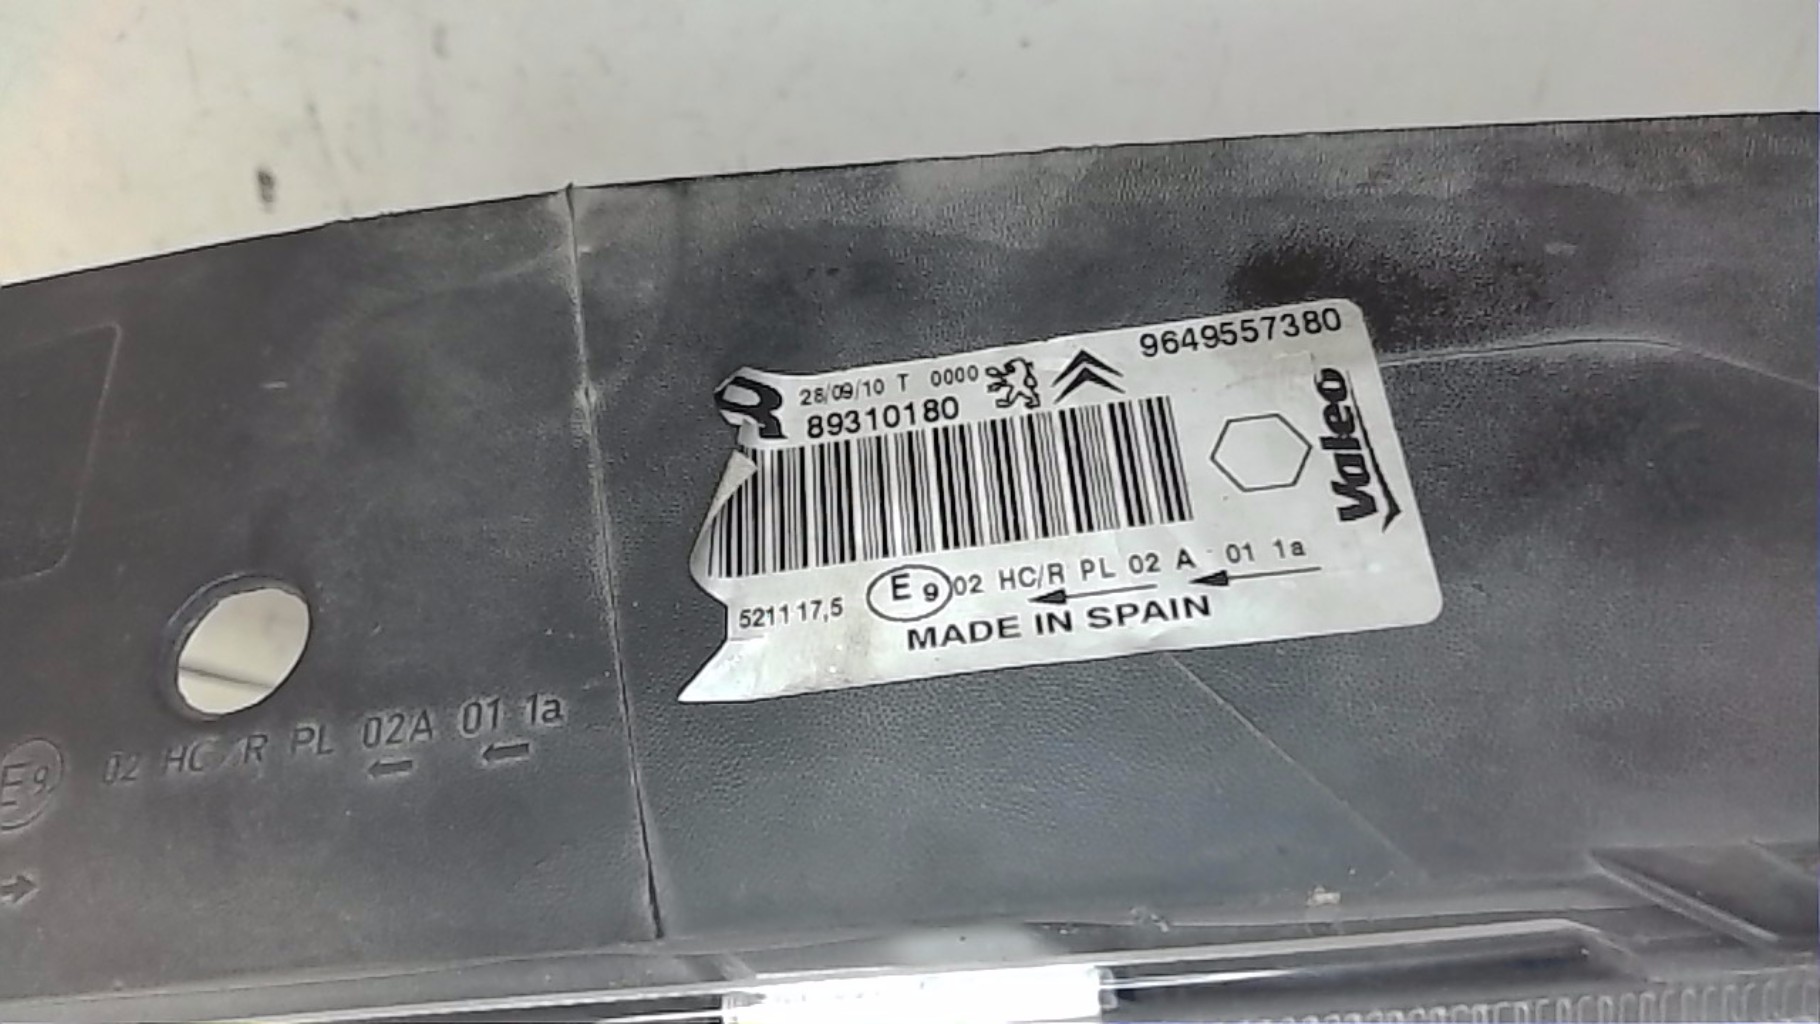 R 28/09/10 T 0000 9649557380
89310180
Valeo
5211 17,5 E 9 02 HC/R PL 02 A 01 1a
MADE IN SPAIN
E9 02 HC/R PL 02A 01 1a